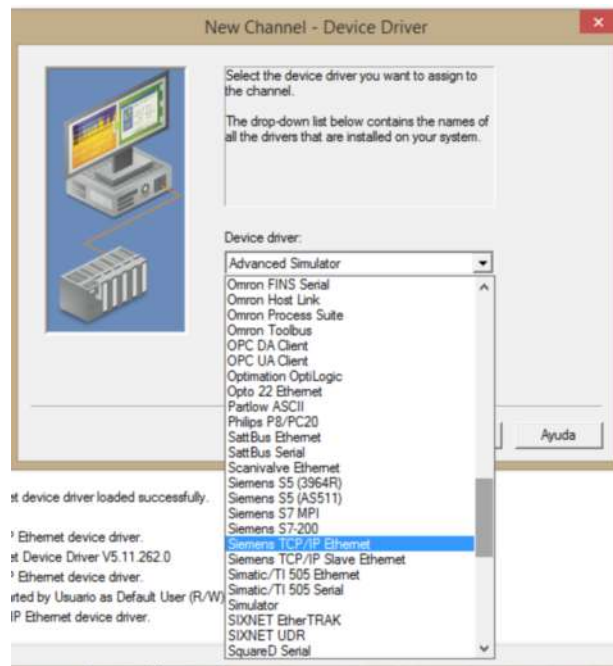 New Channel - Device Driver
Select the device driver you want to assign to
the channel.
The drop-down list below contains the names of
all the drivers that are installed on your system.
Device driver:
Advanced Simulator
Omron FINS Serial
Omron Host Link
Omron Process Suite
Omron Toolbus
OPC DA Client
OPC UA Client
Optimation OptiLogic
Opto 22 Ethernet
Partlow ASCII
Philips P8/PC20
SattBus Ethernet
SattBus Serial
Scanivalve Ethernet
Siemens S5 (3964R)
Siemens S5 (AS511)
Siemens S7 MPI
Siemens S7-200
Siemens TCP/IP Ethernet
Siemens TCP/IP Slave Ethernet
Simatic/TI 505 Ethernet
Simatic/TI 505 Serial
Simulator
SIXNET EtherTRAK
SIXNET UDR
SquareD Serial
Ayuda
et device driver loaded successfully.
P Ethernet device driver.
et Device Driver V5.11.262.0
P Ethernet device driver.
rted by Usuario as Default User (R/W)
IP Ethernet device driver.